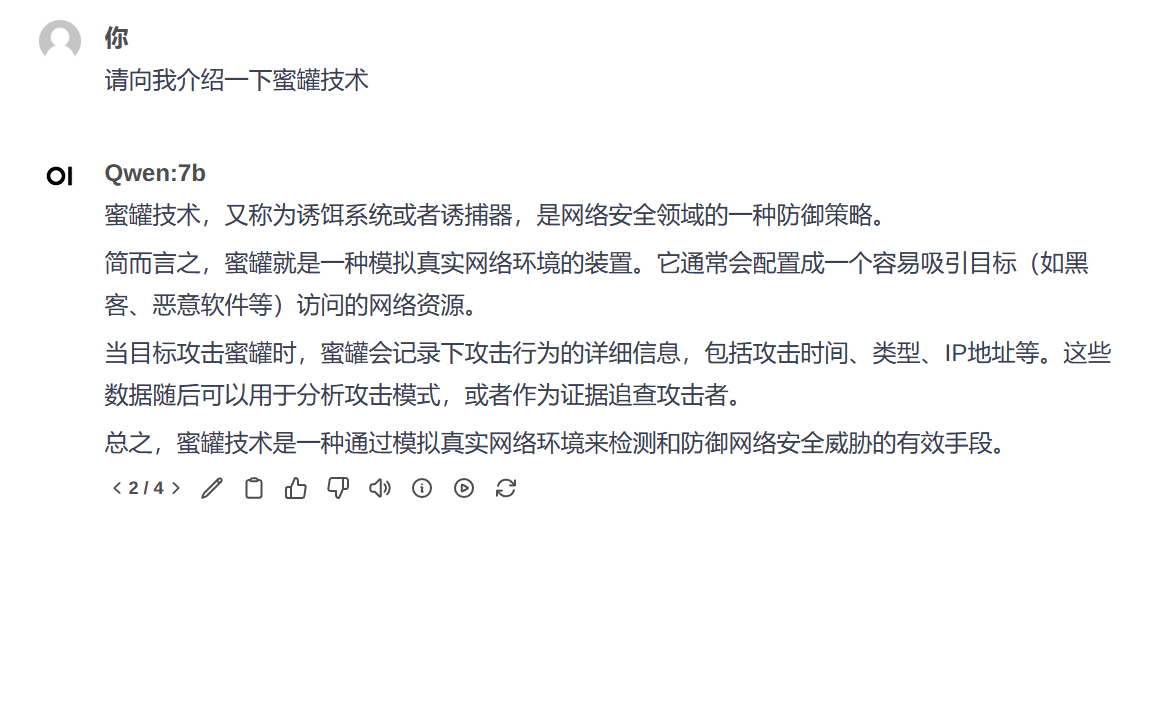 你
请向我介绍一下蜜罐技术
OI
Qwen:7b
蜜罐技术，又称为诱饵系统或者诱捕器，是网络安全领域的一种防御策略。
简而言之，蜜罐就是一种模拟真实网络环境的装置。它通常会配置成一个容易吸引目标（如黑
客、恶意软件等）访问的网络资源。
当目标攻击蜜罐时，蜜罐会记录下攻击行为的详细信息，包括攻击时间、类型、IP地址等。这些
数据随后可以用于分析攻击模式，或者作为证据追查攻击者。
总之，蜜罐技术是一种通过模拟真实网络环境来检测和防御网络安全威胁的有效手段。
2 / 4